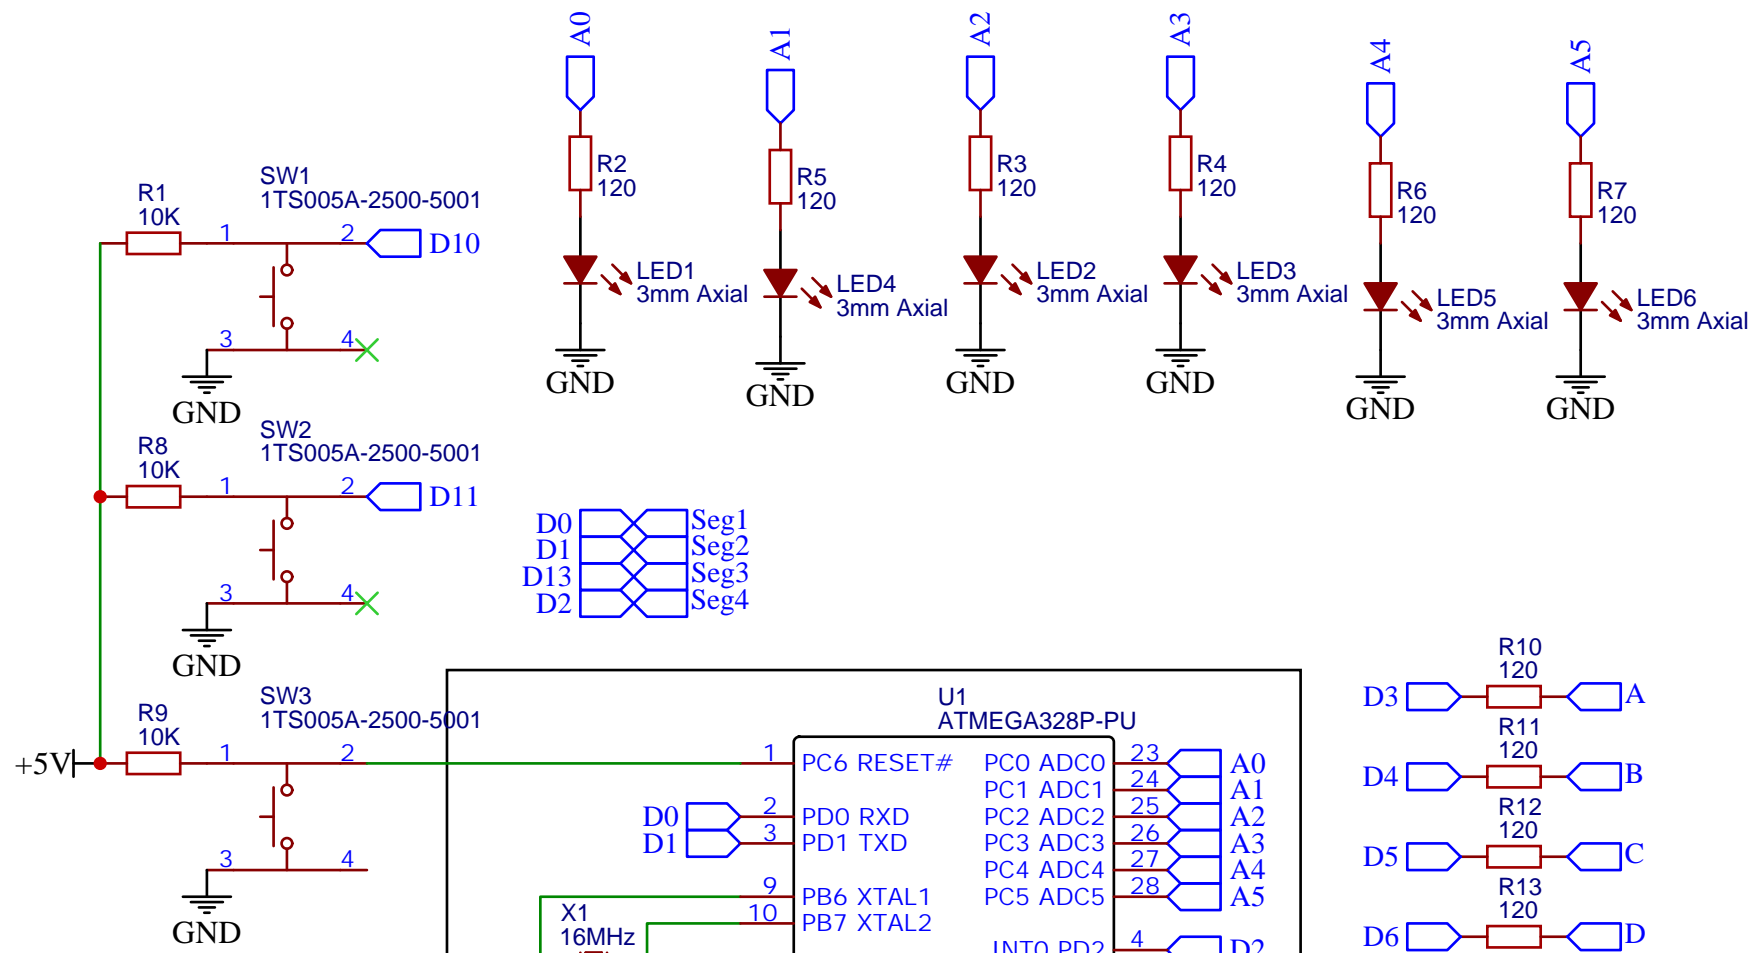 A0
A1
A2
A3
A4
A5
R2
120
R5
120
R3
120
R4
120
R6
120
R7
120
LED1
3mm Axial
LED4
3mm Axial
LED2
3mm Axial
LED3
3mm Axial
LED5
3mm Axial
LED6
3mm Axial
GND
GND
GND
GND
GND
GND
SW1
1TS005A-2500-5001
R1
10K
1
2
D10
3
4
GND
SW2
1TS005A-2500-5001
R8
10K
1
2
D11
3
4
GND
D0 Seg1
D1 Seg2
D13 Seg3
D2 Seg4
SW3
1TS005A-2500-5001
R9
10K
+5V
1
2
3
4
GND
U1
ATMEGA328P-PU
1 PC6 RESET#
D0 2 PD0 RXD
D1 3 PD1 TXD
9 PB6 XTAL1
10 PB7 XTAL2
X1
16MHz
PC0 ADC0 23 A0
PC1 ADC1 24 A1
PC2 ADC2 25 A2
PC3 ADC3 26 A3
PC4 ADC4 27 A4
PC5 ADC5 28 A5
INT0 PD2 4 D2
R10
120
D3 A
R11
120
D4 B
R12
120
D5 C
R13
120
D6 D